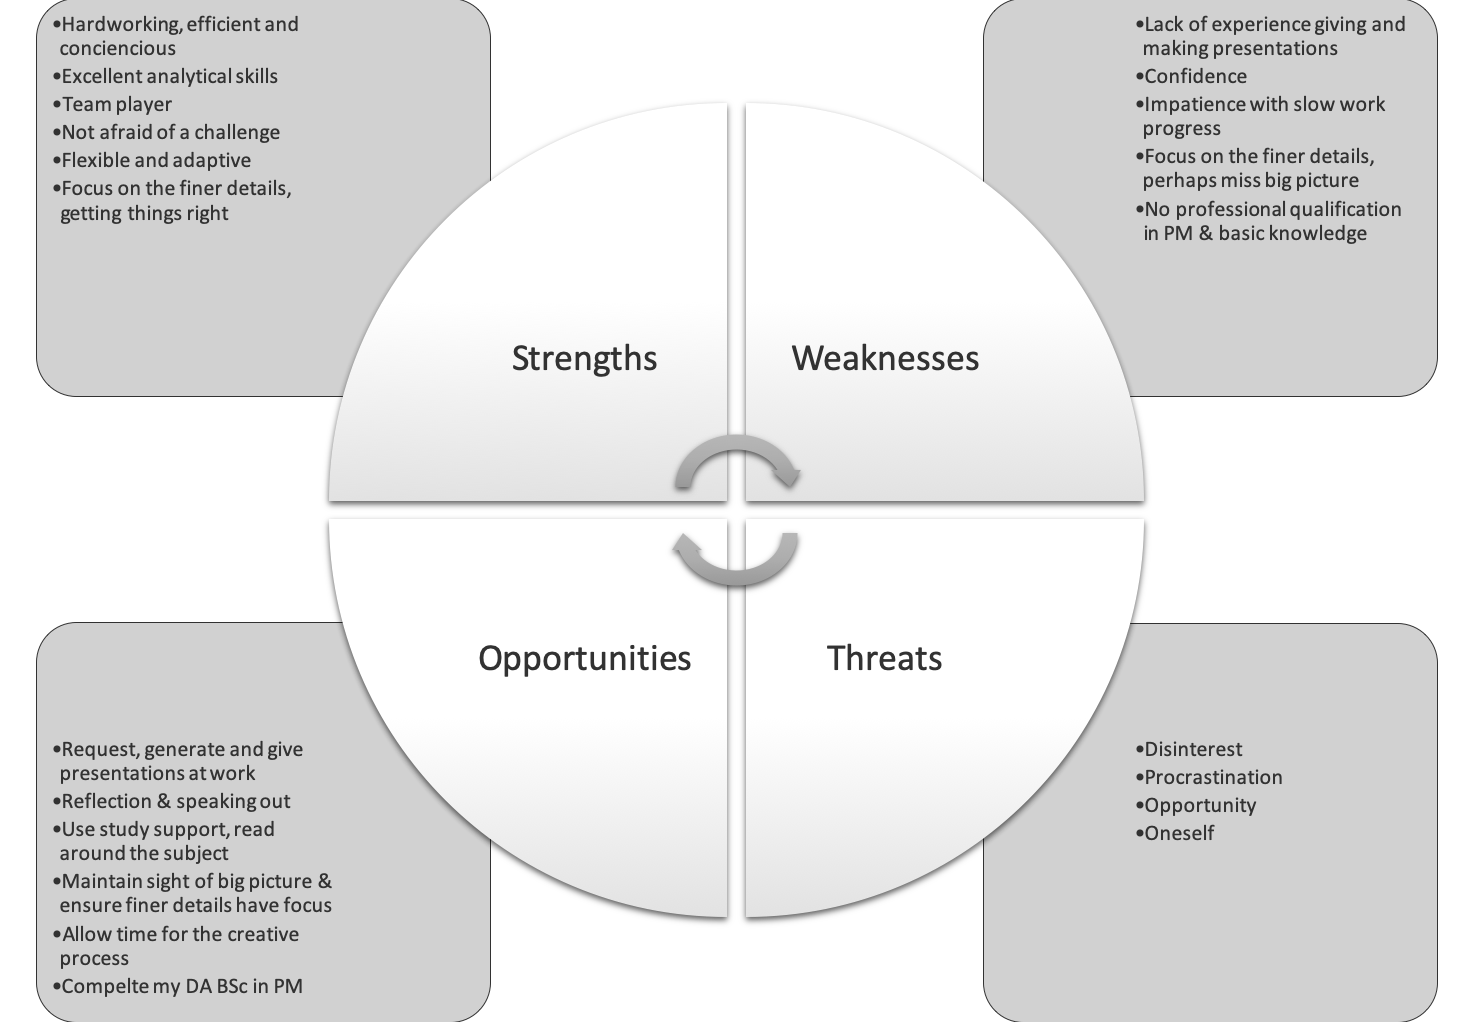 •Hardworking, efficient and
conciencious
•Excellent analytical skills
•Team player
•Not afraid of a challenge
•Flexible and adaptive
•Focus on the finer details,
getting things right
•Lack of experience giving and
making presentations
•Confidence
•Impatience with slow work
progress
•Focus on the finer details,
perhaps miss big picture
•No professional qualification
in PM & basic knowledge
Strengths
Weaknesses
Opportunities
Threats
•Request, generate and give
presentations at work
•Reflection & speaking out
•Use study support, read
around the subject
•Maintain sight of big picture &
ensure finer details have focus
•Allow time for the creative
process
•Compelte my DA BSc in PM
•Disinterest
•Procrastination
•Opportunity
•Oneself